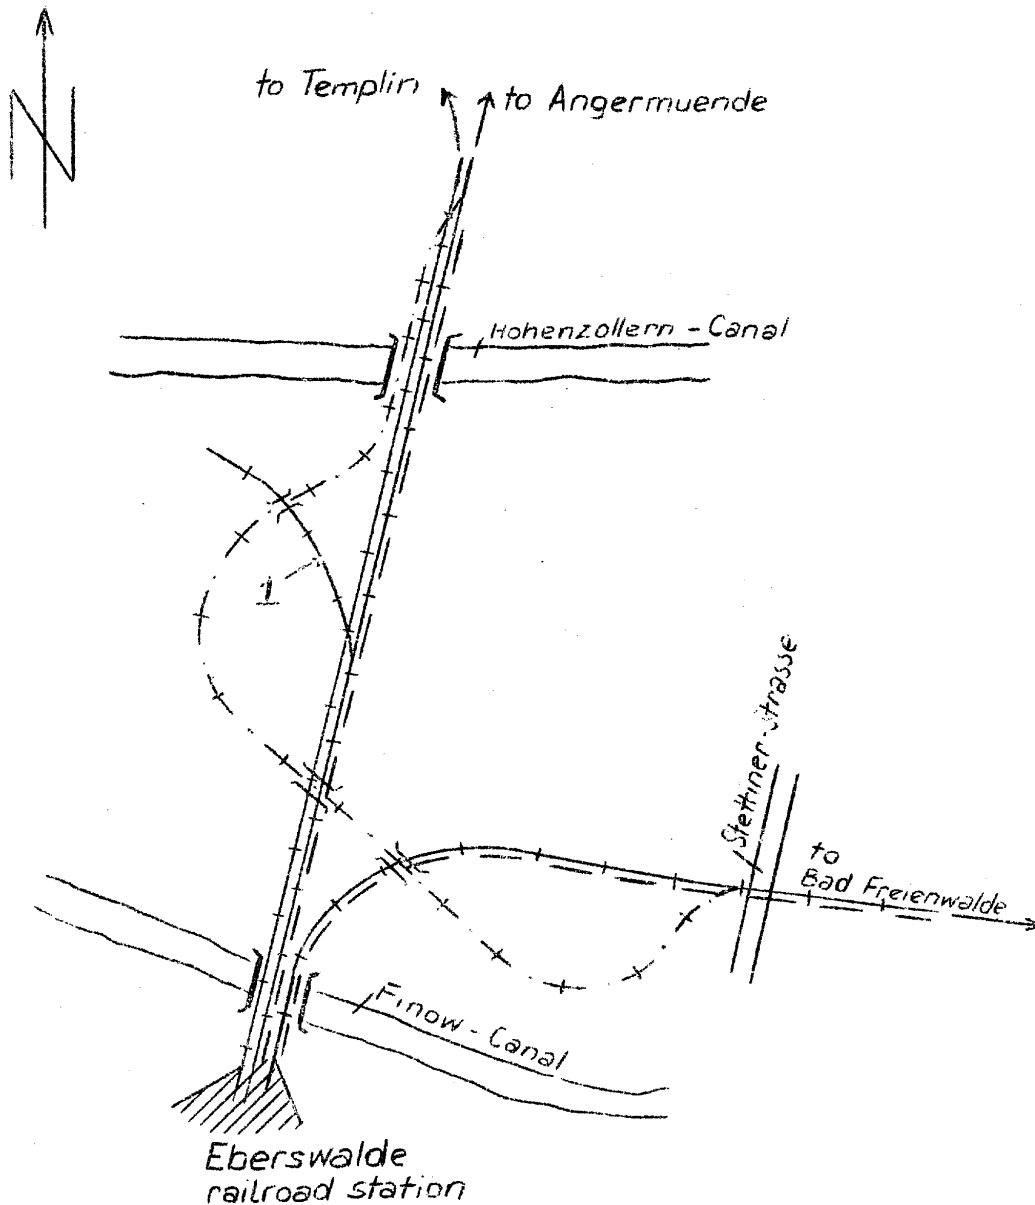 N
to Templin
to Angermuende
Hohenzollern - Canal
1
Stettiner-Strasse
to
Bad Freienwalde
Finow - Canal
Eberswalde
railroad station